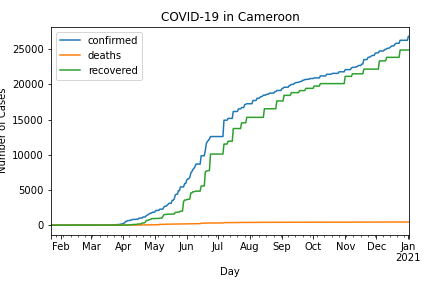 COVID-19 in Cameroon
confirmed
deaths
recovered
Number of Cases
25000
20000
15000
10000
5000
0
Feb Mar Apr May Jun Jul Aug Sep Oct Nov Dec Jan
2021
Day